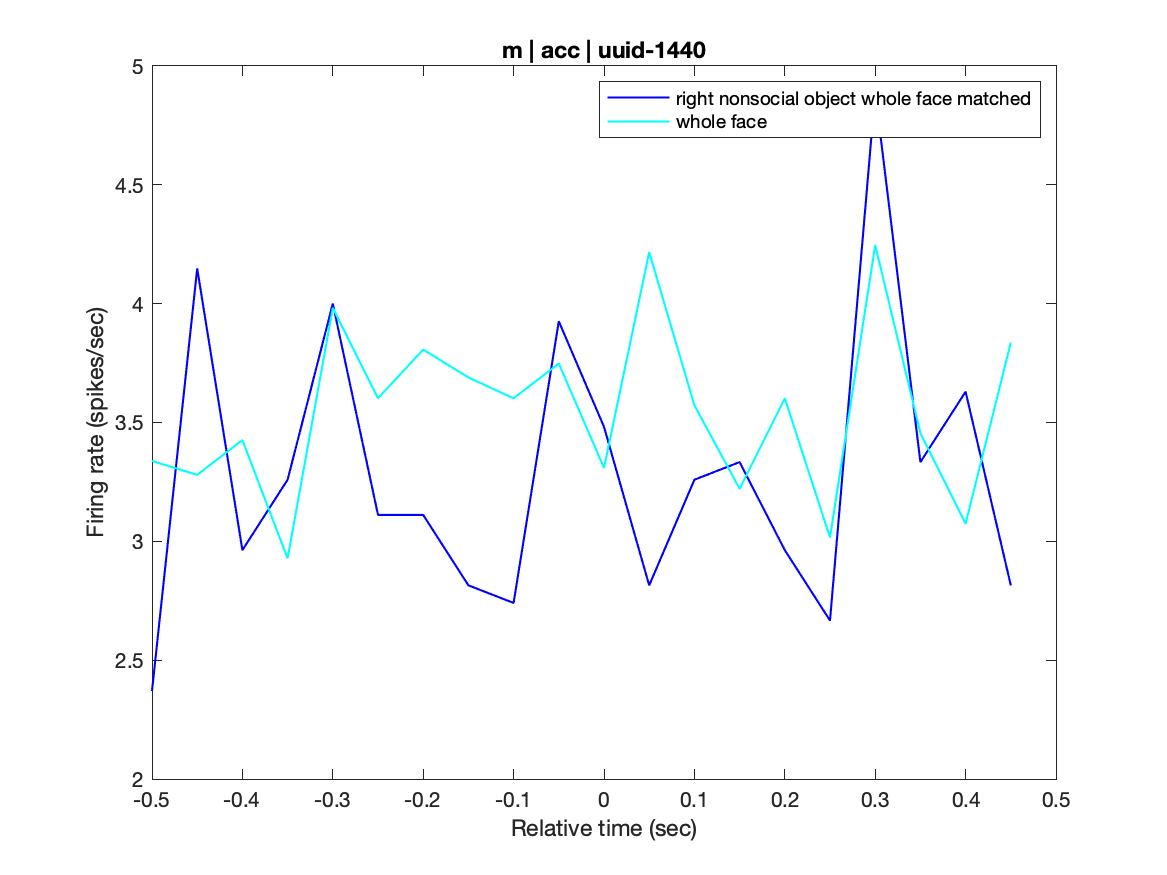 m | acc | uuid-1440
right nonsocial object whole face matched
whole face
5
4.5
4
3.5
3
2.5
2
Firing rate (spikes/sec)
-0.5 -0.4 -0.3 -0.2 -0.1 0 0.1 0.2 0.3 0.4 0.5
Relative time (sec)